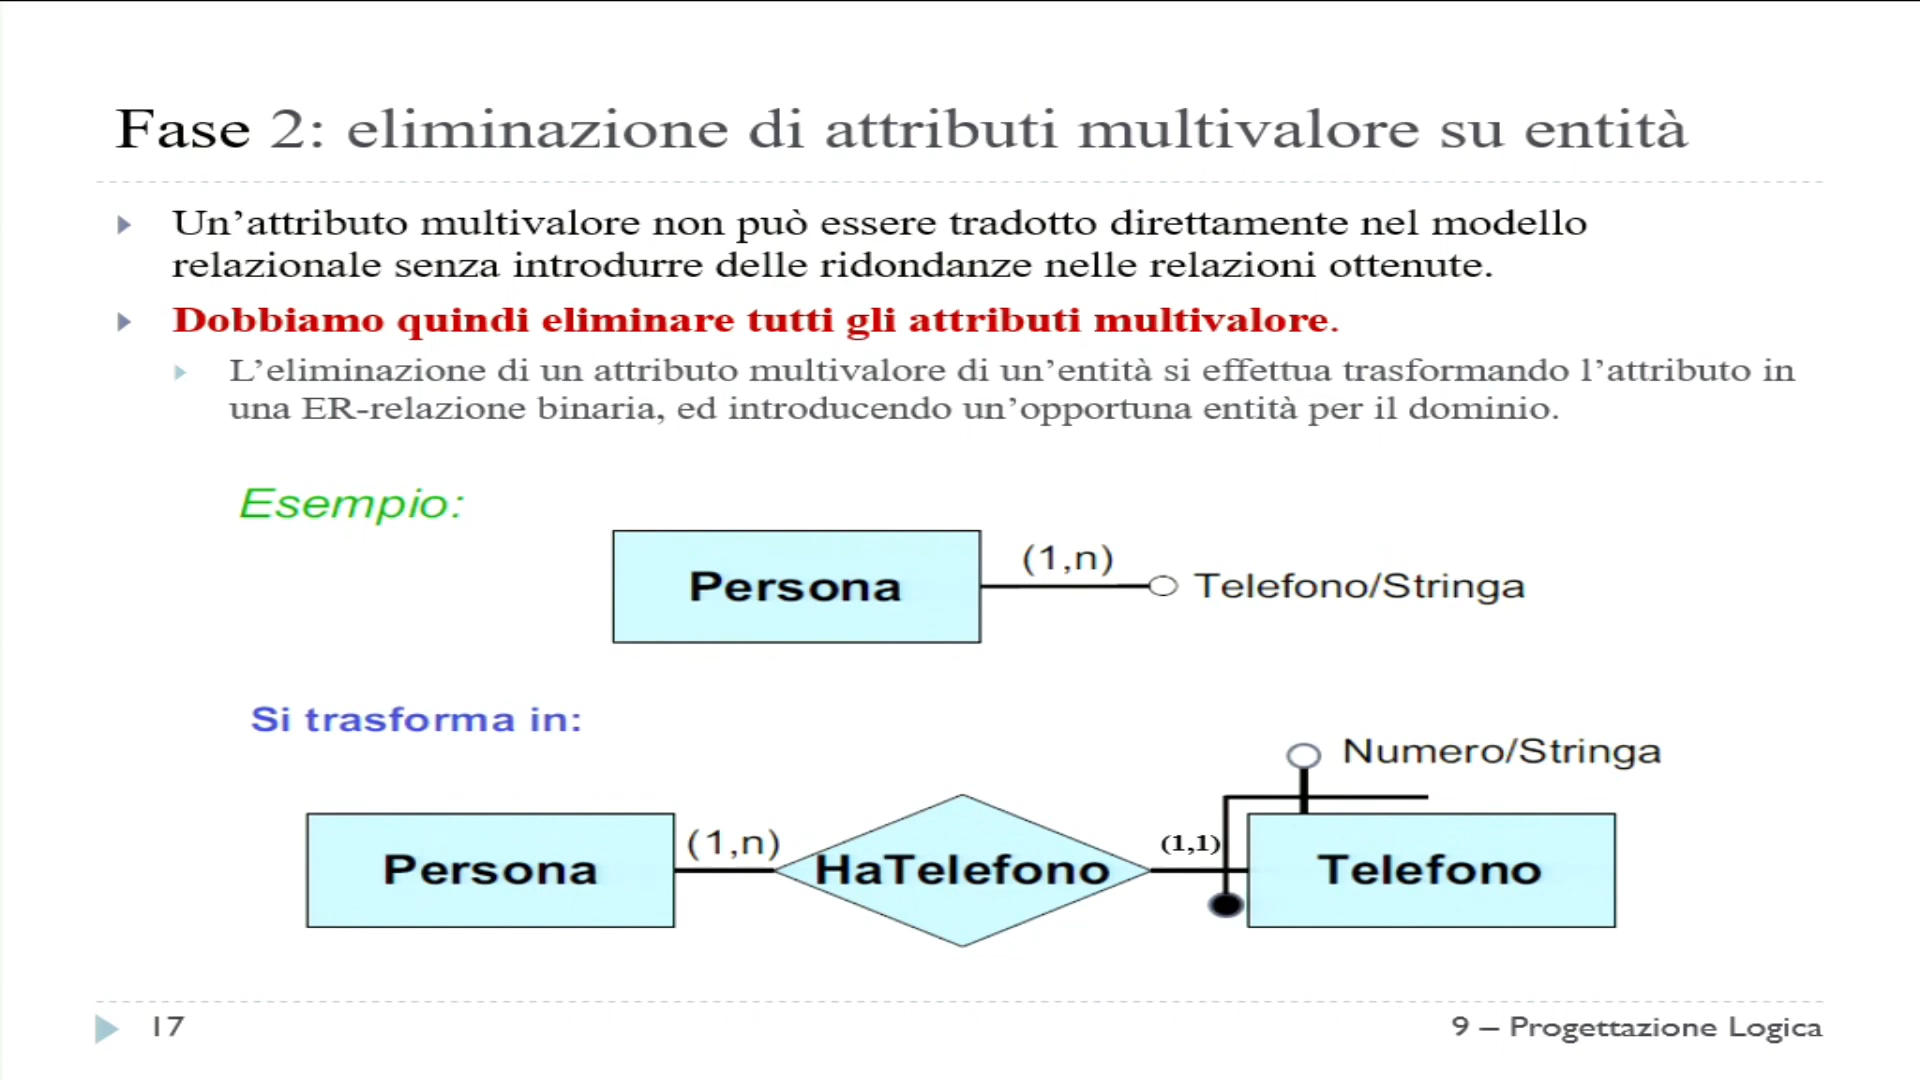 Fase 2: eliminazione di attributi multivalore su entità
Un’attributo multivalore non può essere tradotto direttamente nel modello
relazionale senza introdurre delle ridondanze nelle relazioni ottenute.
Dobbiamo quindi eliminare tutti gli attributi multivalore.
L’eliminazione di un attributo multivalore di un’entità si effettua trasformando l’attributo in
una ER-relazione binaria, ed introducendo un’opportuna entità per il dominio.
Esempio:
Persona (1,n) Telefono/Stringa
Si trasforma in:
Numero/Stringa
Persona (1,n) HaTelefono (1,1) Telefono
17 9 – Progettazione Logica